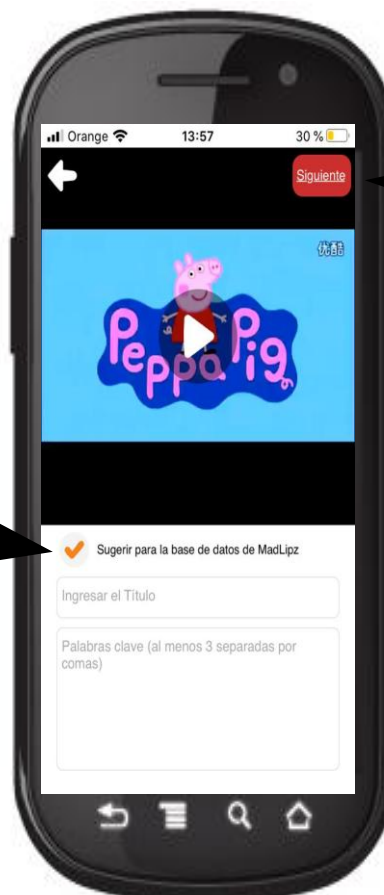 Orange 13:57 30 %
Siguiente
优酷
Peppa Pig
Sugerir para la base de datos de MadLipz
Ingresar el Título
Palabras clave (al menos 3 separadas por
comas)